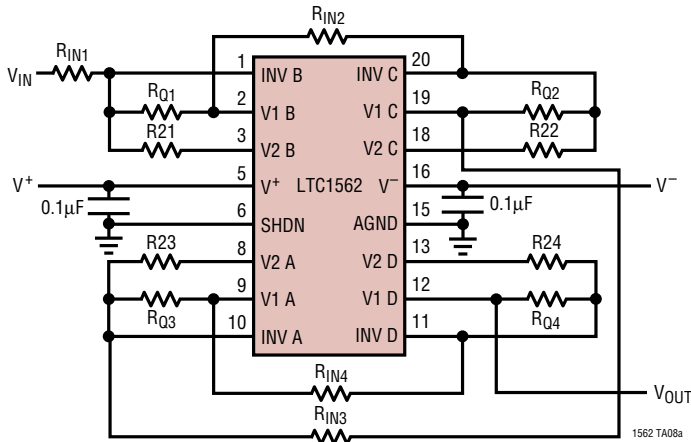 RIN2
RIN1
VIN
1 INV B INV C 20
RQ1
2 V1 B V1 C 19
RQ2
R21
3 V2 B V2 C 18
R22
V+
5 V+ LTC1562 V– 16
V–
0.1µF
6 SHDN AGND 15
0.1µF
R23
8 V2 A V2 D 13
R24
9 V1 A V1 D 12
RQ3
RQ4
10 INV A INV D 11
RIN4
VOUT
RIN3
1562 TA08a